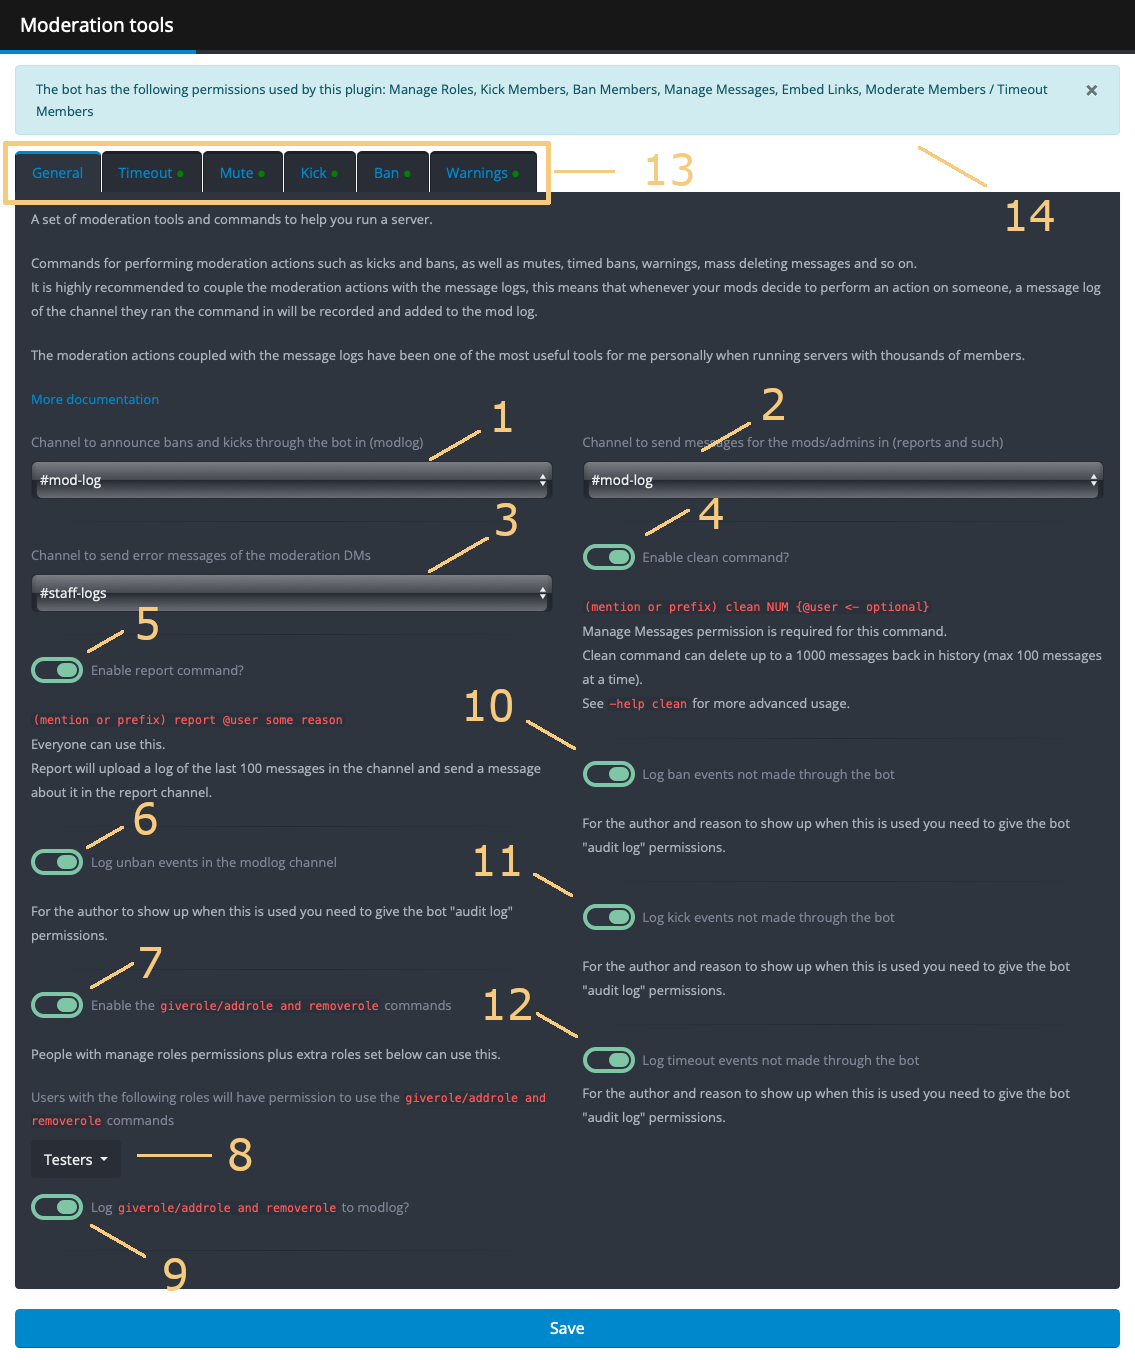 Moderation tools
The bot has the following permissions used by this plugin: Manage Roles, Kick Members, Ban Members, Manage Messages, Embed Links, Moderate Members / Timeout
Members
×
General
Timeout
Mute
Kick
Ban
Warnings
13
14
A set of moderation tools and commands to help you run a server.
Commands for performing moderation actions such as kicks and bans, as well as mutes, timed bans, warnings, mass deleting messages and so on.
It is highly recommended to couple the moderation actions with the message logs, this means that whenever your mods decide to perform an action on someone, a message log
of the channel they ran the command in will be recorded and added to the mod log.
The moderation actions coupled with the message logs have been one of the most useful tools for me personally when running servers with thousands of members.
More documentation
1
Channel to announce bans and kicks through the bot in (modlog)
#mod-log
3
Channel to send error messages of the moderation DMs
#staff-logs
5
Enable report command?
(mention or prefix) report @user some reason
Everyone can use this.
Report will upload a log of the last 100 messages in the channel and send a message
about it in the report channel.
6
Log unban events in the modlog channel
For the author to show up when this is used you need to give the bot "audit log"
permissions.
7
Enable the giverole/addrole and removerole commands
People with manage roles permissions plus extra roles set below can use this.
Users with the following roles will have permission to use the giverole/addrole and
removerole commands
Testers
8
Log giverole/addrole and removerole to modlog?
9
2
Channel to send messages for the mods/admins in (reports and such)
#mod-log
4
Enable clean command?
(mention or prefix) clean NUM {@user <- optional}
Manage Messages permission is required for this command.
Clean command can delete up to a 1000 messages back in history (max 100 messages
at a time).
See -help clean for more advanced usage.
10
Log ban events not made through the bot
For the author and reason to show up when this is used you need to give the bot
"audit log" permissions.
11
Log kick events not made through the bot
For the author and reason to show up when this is used you need to give the bot
"audit log" permissions.
12
Log timeout events not made through the bot
For the author and reason to show up when this is used you need to give the bot
"audit log" permissions.
Save